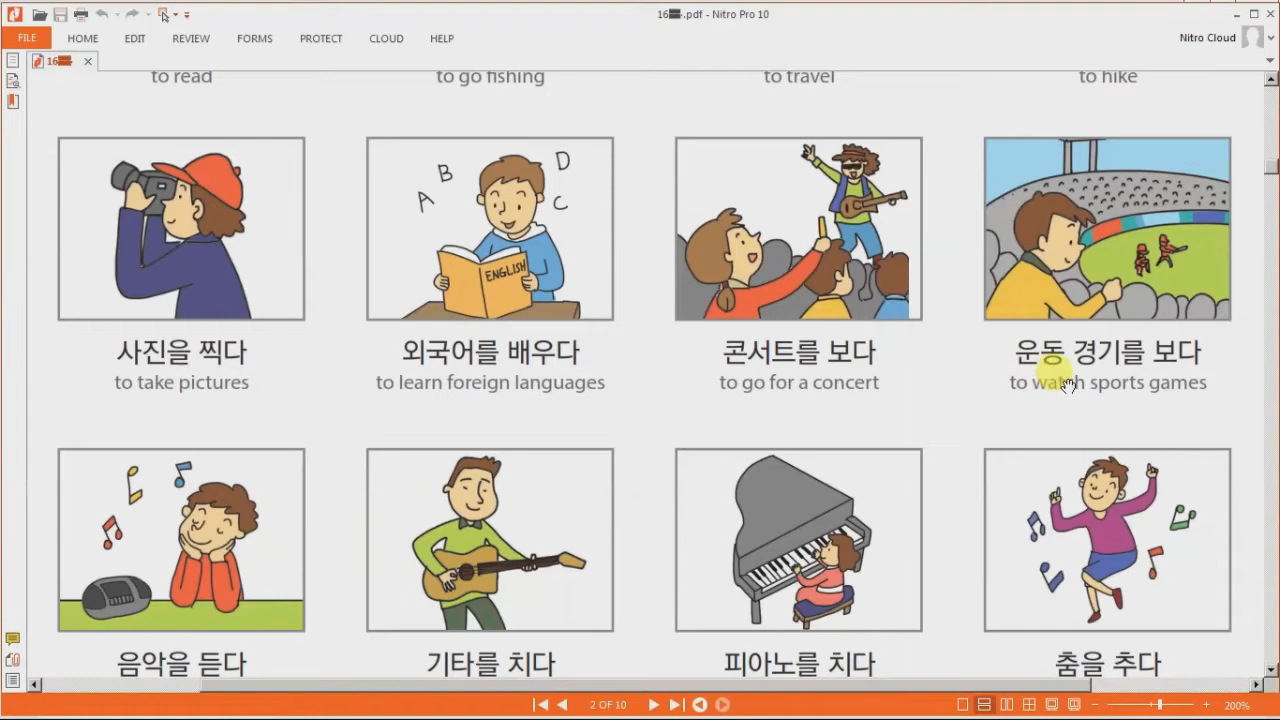 16 .pdf - Nitro Pro 10
FILE HOME EDIT REVIEW FORMS PROTECT CLOUD HELP Nitro Cloud
16
to read to go fishing to travel to hike
A B D C
ENGLISH
사진을 찍다 외국어를 배우다 콘서트를 보다 운동 경기를 보다
to take pictures to learn foreign languages to go for a concert to watch sports games
음악을 듣다 기타를 치다 피아노를 치다 춤을 추다
2 OF 10 200%